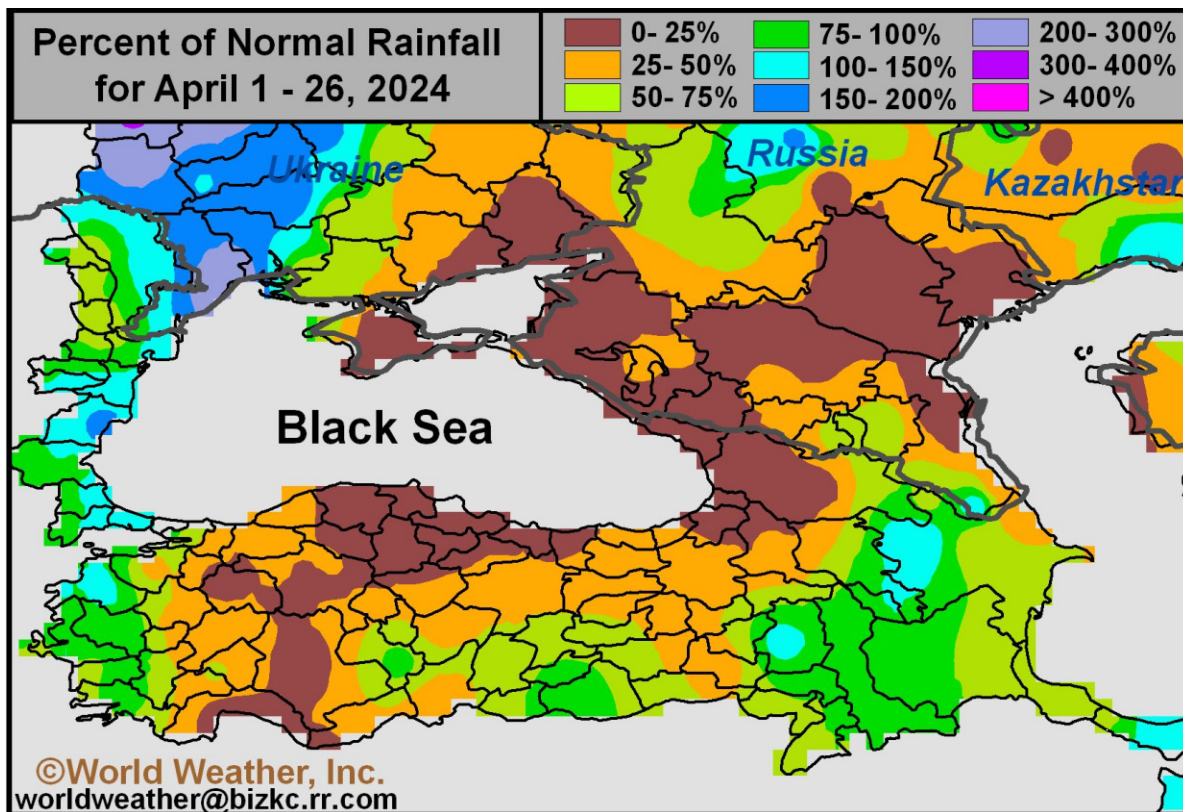 Percent of Normal Rainfall
for April 1 - 26, 2024
0- 25%
25- 50%
50- 75%
75- 100%
100- 150%
150- 200%
200- 300%
300- 400%
> 400%
Ukraine
Russia
Kazakhstan
Black Sea
©World Weather, Inc.
worldweather@bizkc.rr.com